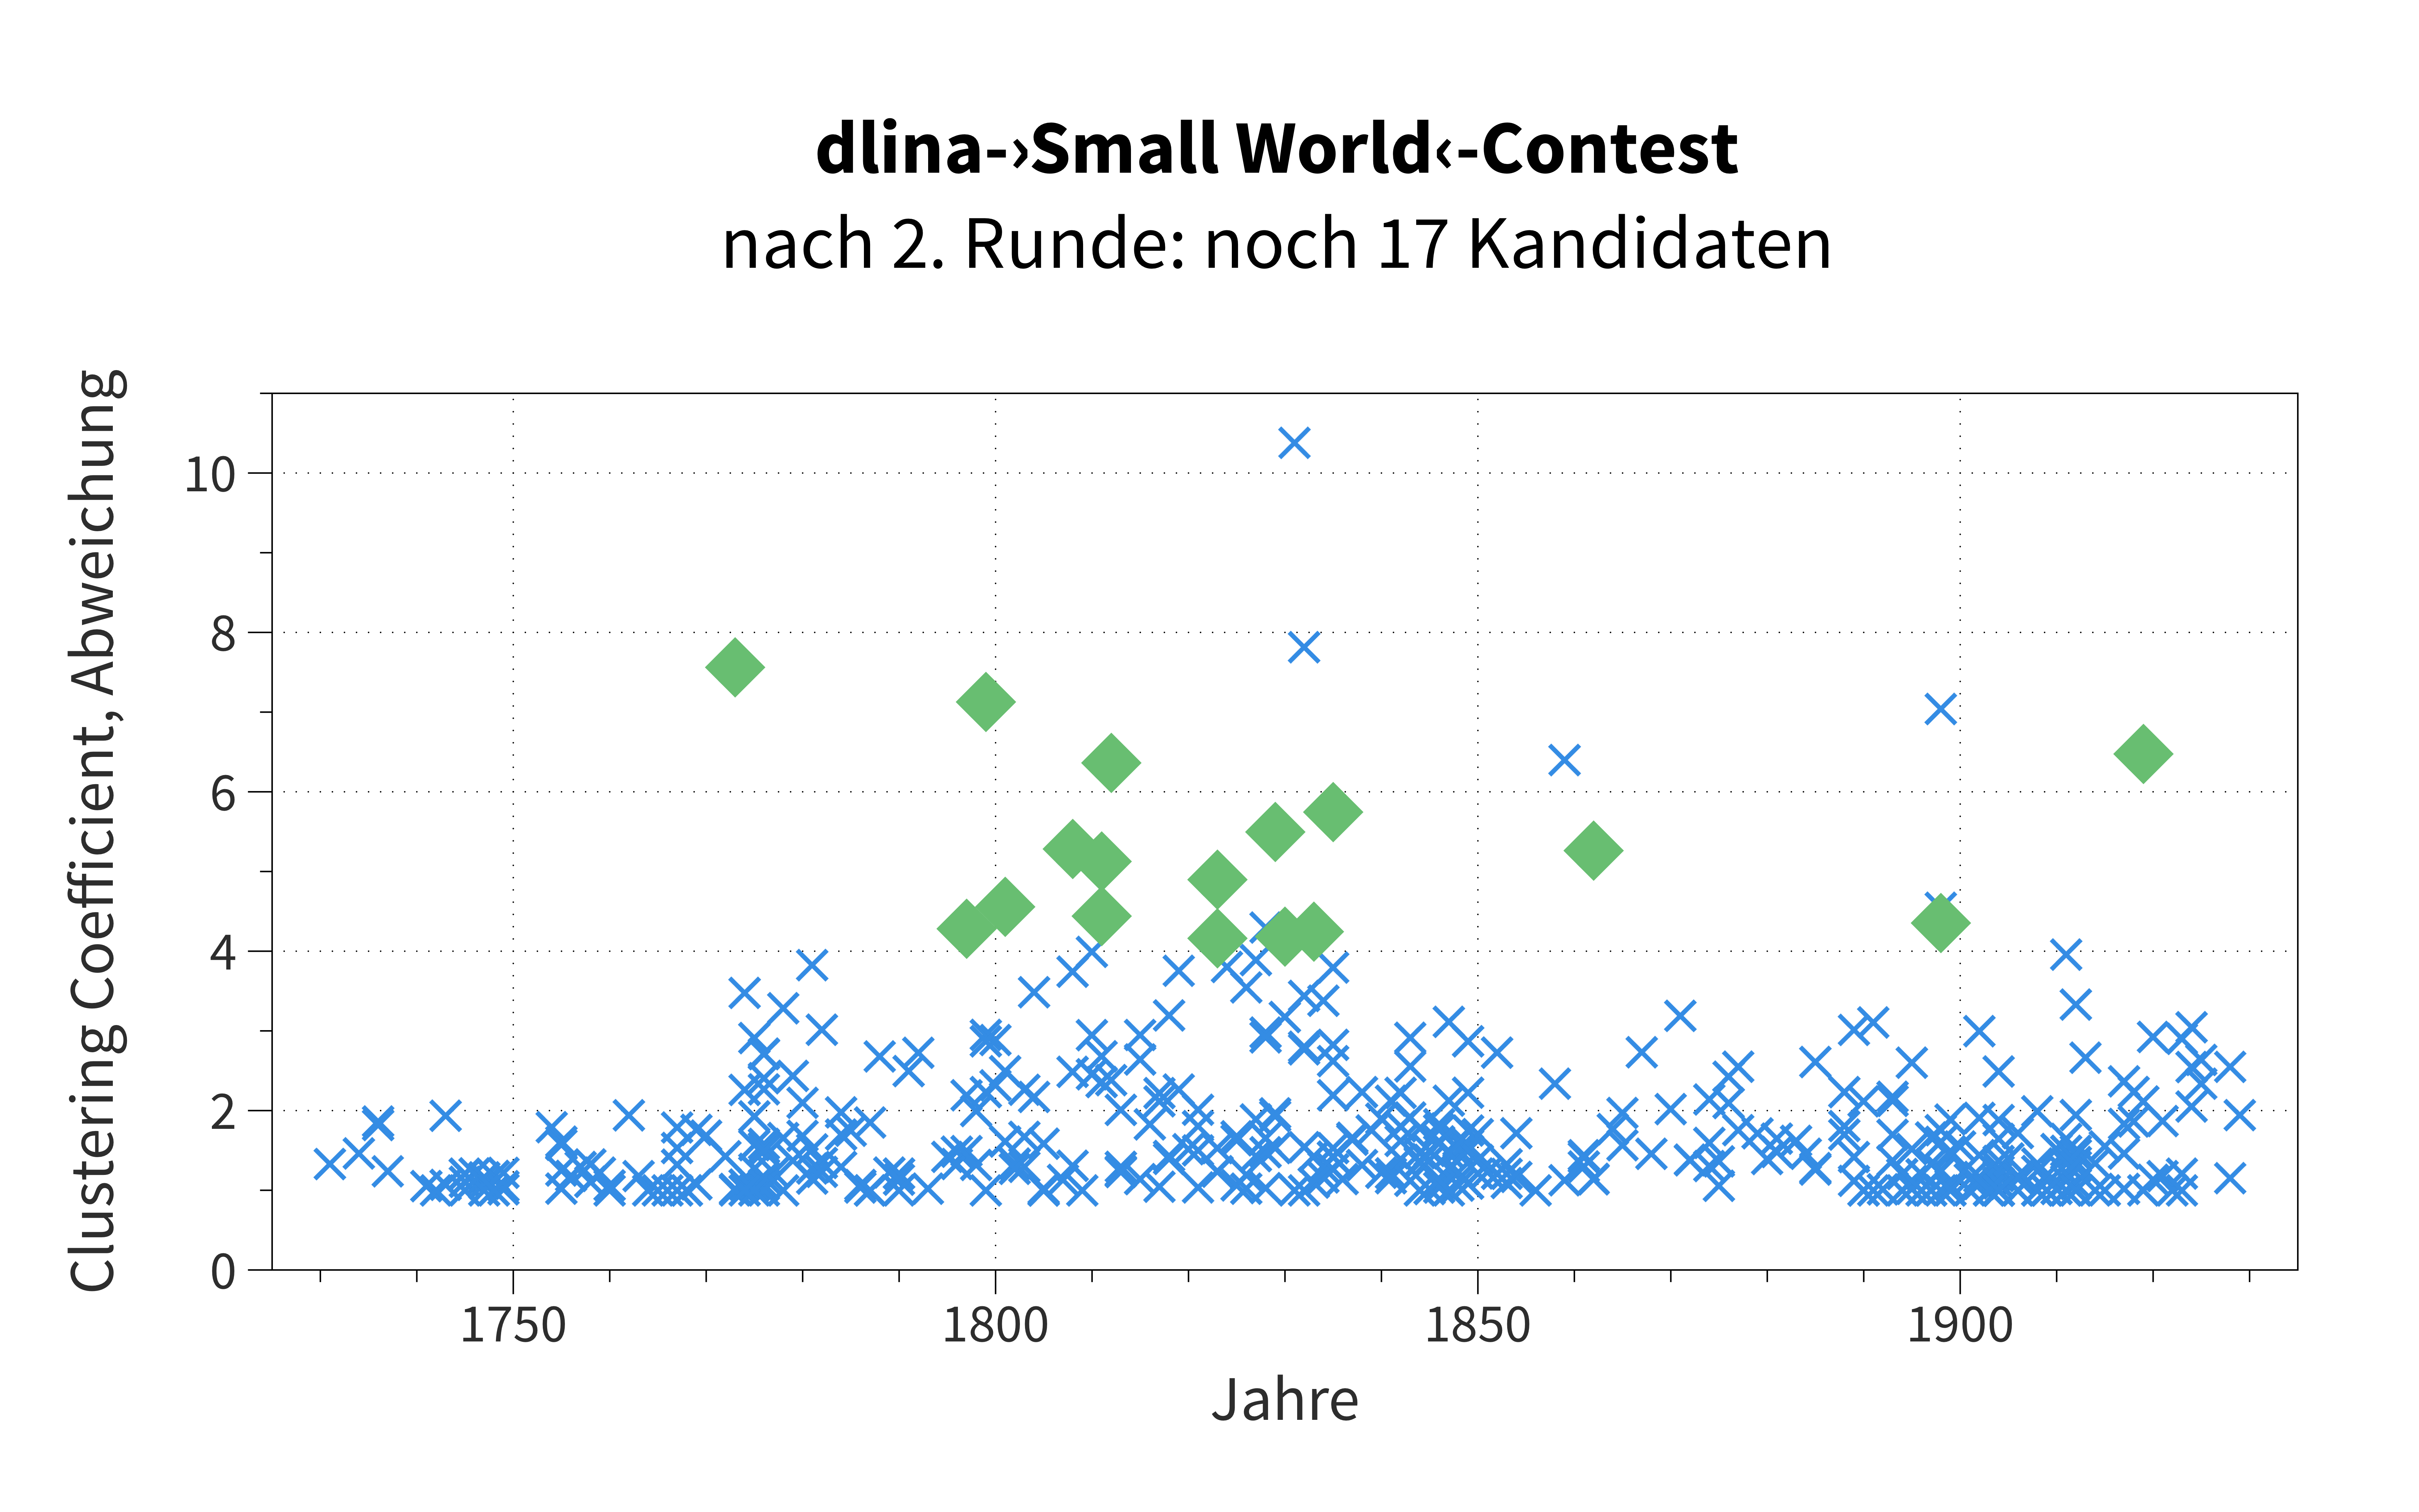 dlina-›Small World‹-Contest
nach 2. Runde: noch 17 Kandidaten
Clustering Coefficient, Abweichung
10
8
6
4
2
0
1750 1800 1850 1900
Jahre